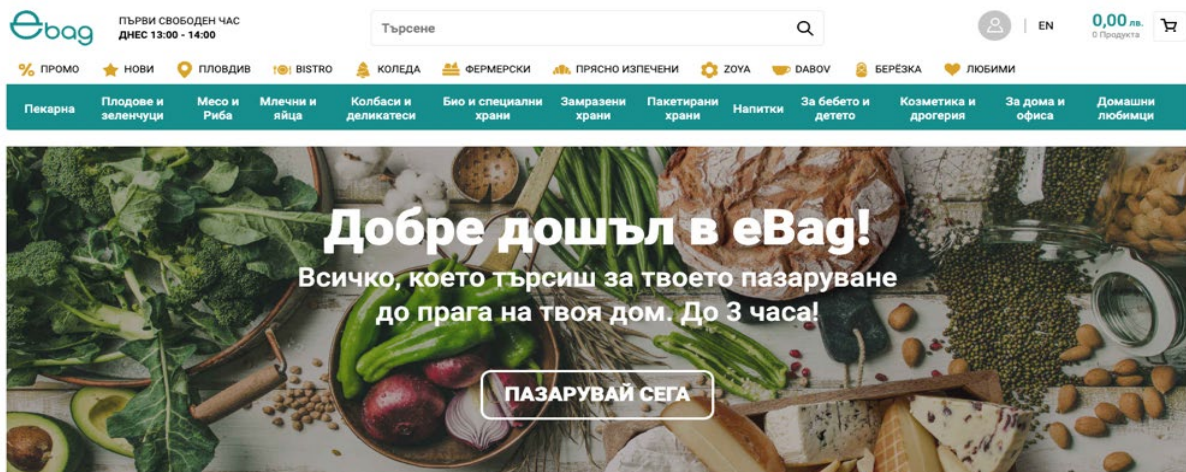 ebag
ПЪРВИ СВОБОДЕН ЧАС
ДНЕС 13:00 - 14:00
Търсене
EN
0,00 лв.
0 Продукта
ПРОМО
НОВИ
ПЛОВДИВ
BISTRO
КОЛЕДА
ФЕРМЕРСКИ
ПРЯСНО ИЗПЕЧЕНИ
ZOYA
DABOV
БЕРЁЗКА
ЛЮБИМИ
Пекарна
Плодове и
зеленчуци
Месо и
Риба
Млечни и
яйца
Колбаси и
деликатеси
Био и специални
храни
Замразени
храни
Пакетирани
храни
Напитки
За бебето и
детето
Козметика и
дрогерия
За дома и
офиса
Домашни
любимци
Добре дошъл в eBag!
Всичко, което търсиш за твоето пазаруване
до прага на твоя дом. До 3 часа!
ПАЗАРУВАЙ СЕГА